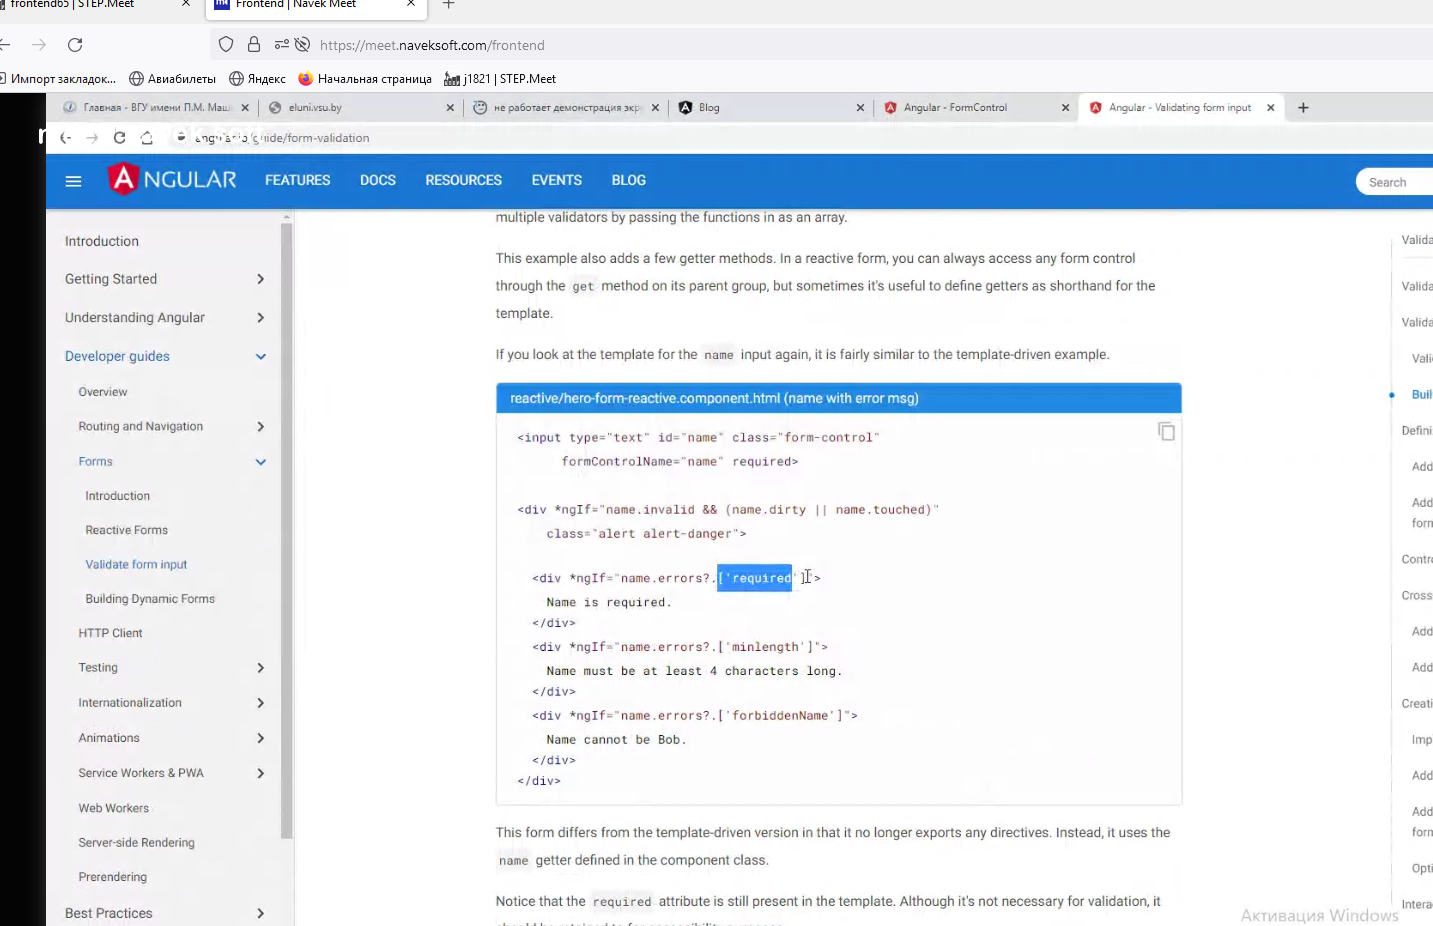 frontend65 | STEP.Meet
Frontend | Navek Meet
https://meet.naveksoft.com/frontend
Импорт закладок...
Авиабилеты
Яндекс
Начальная страница
j1821 | STEP.Meet
Главная - ВГУ имени П.М. Маш
eluni.vsu.by
не работает демонстрация экр
Blog
Angular - FormControl
Angular - Validating form input
angular.io/guide/form-validation
ANGULAR
FEATURES
DOCS
RESOURCES
EVENTS
BLOG
Search
Introduction
Getting Started
Understanding Angular
Developer guides
Overview
Routing and Navigation
Forms
Introduction
Reactive Forms
Validate form input
Building Dynamic Forms
HTTP Client
Testing
Internationalization
Animations
Service Workers & PWA
Web Workers
Server-side Rendering
Prerendering
Best Practices
multiple validators by passing the functions in as an array.
This example also adds a few getter methods. In a reactive form, you can always access any form control
through the get method on its parent group, but sometimes it's useful to define getters as shorthand for the
template.
If you look at the template for the name input again, it is fairly similar to the template-driven example.
reactive/hero-form-reactive.component.html (name with error msg)
<input type="text" id="name" class="form-control"
formControlName="name" required>
<div *ngIf="name.invalid && (name.dirty || name.touched)"
class="alert alert-danger">
<div *ngIf="name.errors?.['required']">
Name is required.
</div>
<div *ngIf="name.errors?.['minlength']">
Name must be at least 4 characters long.
</div>
<div *ngIf="name.errors?.['forbiddenName']">
Name cannot be Bob.
</div>
</div>
This form differs from the template-driven version in that it no longer exports any directives. Instead, it uses the
name getter defined in the component class.
Notice that the required attribute is still present in the template. Although it's not necessary for validation, it
Valida
Valida
Valida
Vali
Buil
Defini
Add
Add
form
Contro
Cross
Add
Add
Creati
Imp
Add
Add
form
Opti
Intera
Активация Windows